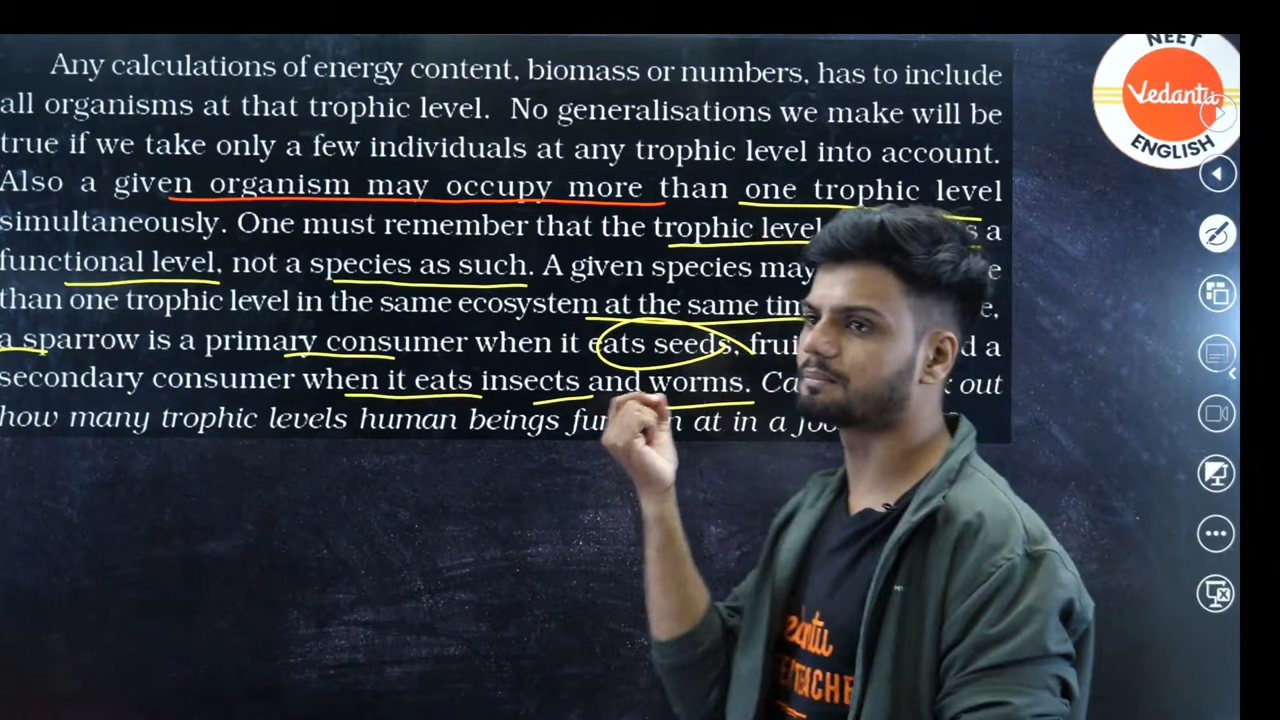 Any calculations of energy content, biomass or numbers, has to include
all organisms at that trophic level. No generalisations we make will be
true if we take only a few individuals at any trophic level into account.
Also a given organism may occupy more than one trophic level
simultaneously. One must remember that the trophic level a
functional level, not a species as such. A given species may
than one trophic level in the same ecosystem at the same
a sparrow is a primary consumer when it eats seeds, a
secondary consumer when it eats insects and worms. out
how many trophic levels human beings at in a
NEET
Vedantu
ENGLISH